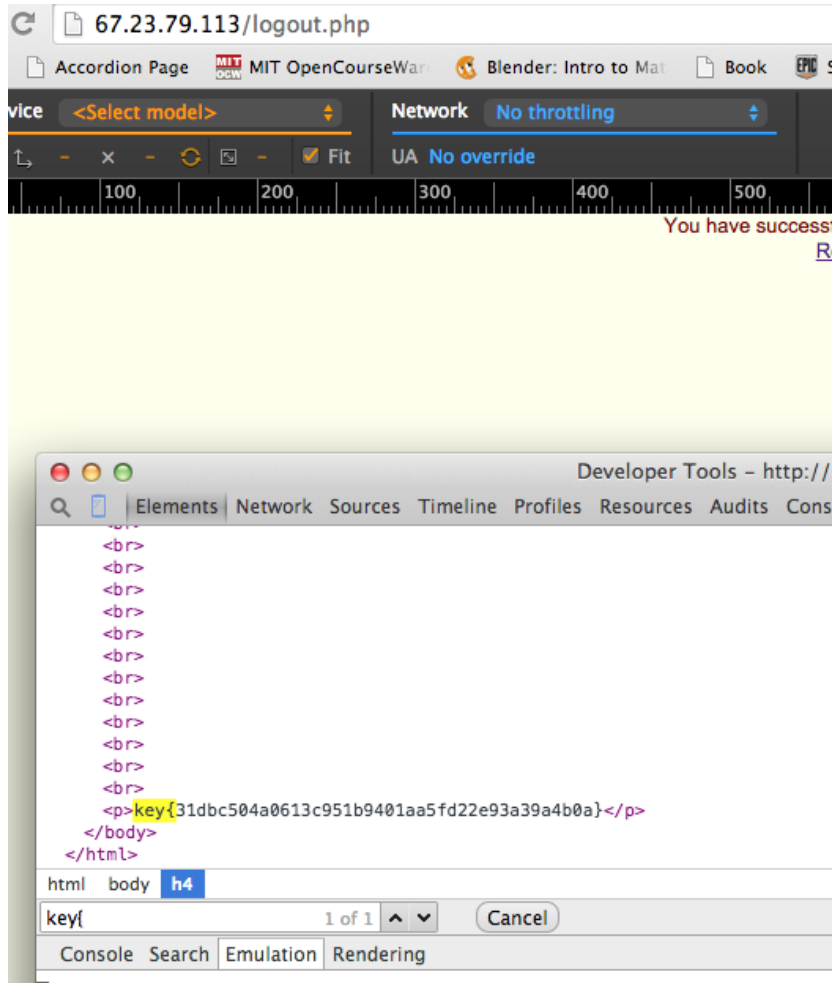 67.23.79.113/logout.php
Accordion Page MIT OpenCourseWar Blender: Intro to Mat Book
vice <Select model> Network No throttling
Fit UA No override
100 200 300 400 500
You have success
Developer Tools – http://
Elements Network Sources Timeline Profiles Resources Audits Cons
<br>
<br>
<br>
<br>
<br>
<br>
<br>
<br>
<br>
<br>
<br>
<br>
<p>key{31dbc504a0613c951b9401aa5fd22e93a39a4b0a}</p>
</body>
</html>
html body h4
key{ 1 of 1 Cancel
Console Search Emulation Rendering